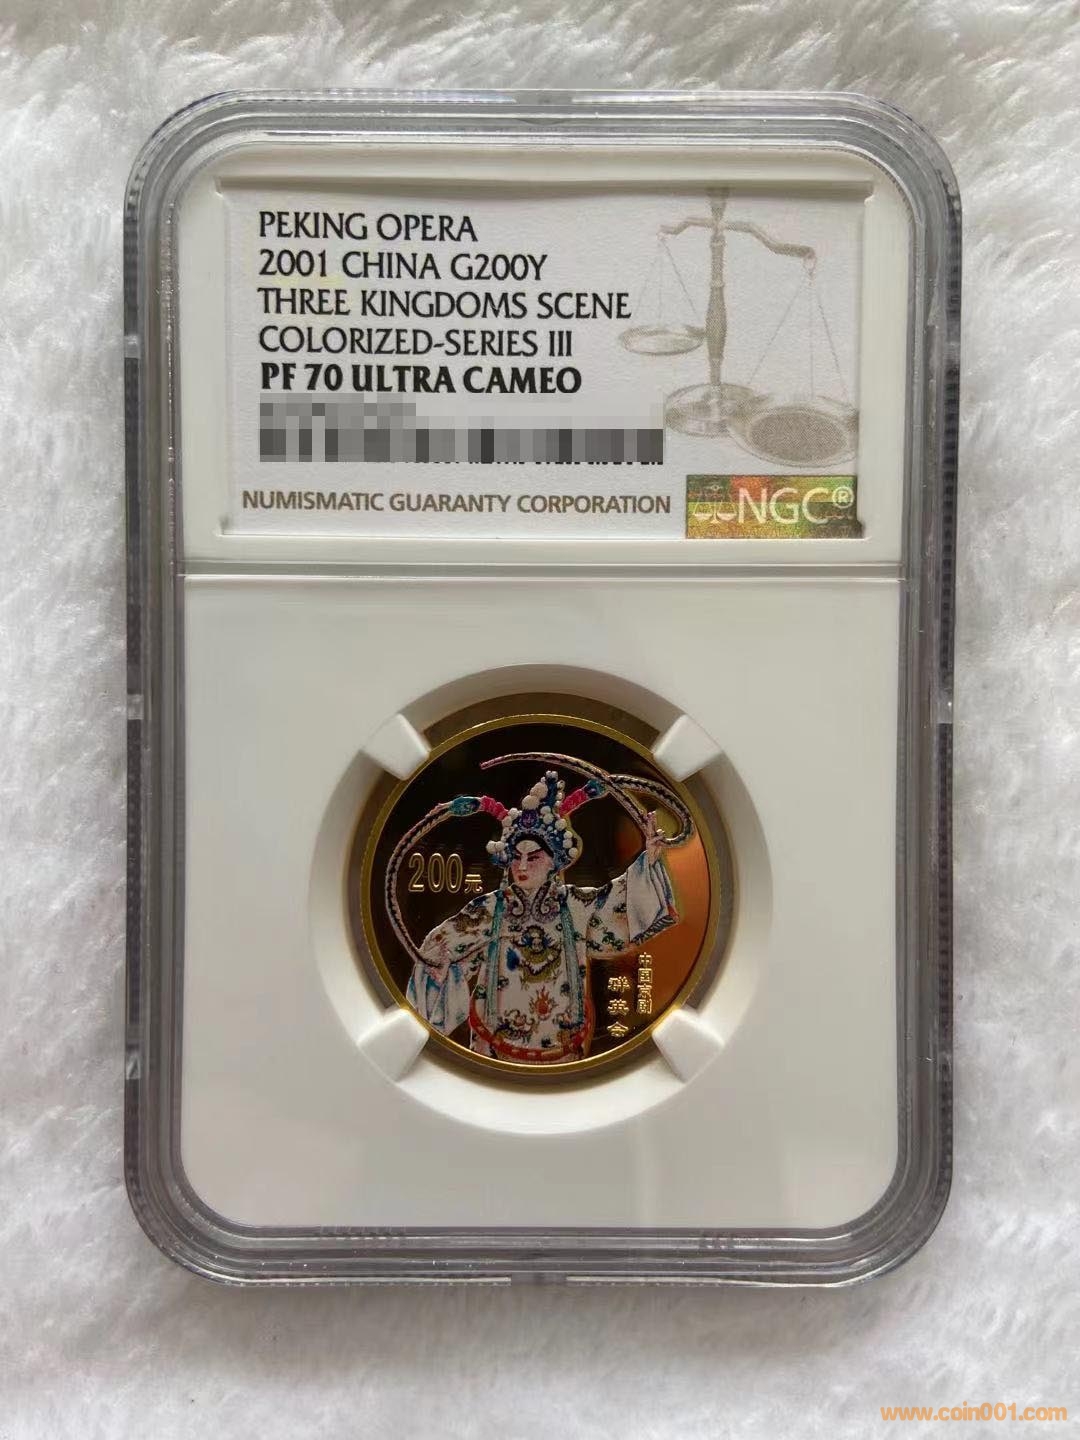 PEKING OPERA
2001 CHINA G200Y
THREE KINGDOMS SCENE
COLORIZED-SERIES III
PF 70 ULTRA CAMEO
NUMISMATIC GUARANTY CORPORATION
NGC®
200元
中国京剧
群英会
www.coin001.com